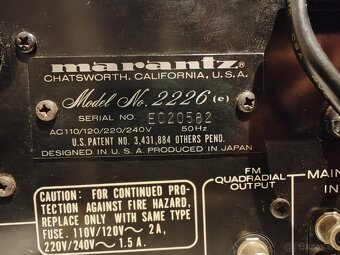 marantz®
CHATSWORTH, CALIFORNIA, U.S.A.
Model No. 2226 (e)
SERIAL NO. EC20582
AC110/120/220/240V 50Hz
U.S. PATENT NO. 3,431,884 OTHERS PEND.
DESIGNED IN U.S.A PRODUCED IN JAPAN
CAUTION: FOR CONTINUED PRO-
TECTION AGAINST FIRE HAZARD,
REPLACE ONLY WITH SAME TYPE
FUSE. 110V/120V ~ 2A,
220V/240V ~ 1.5A.
FM
QUADRADIAL
OUTPUT
MAIN
IN